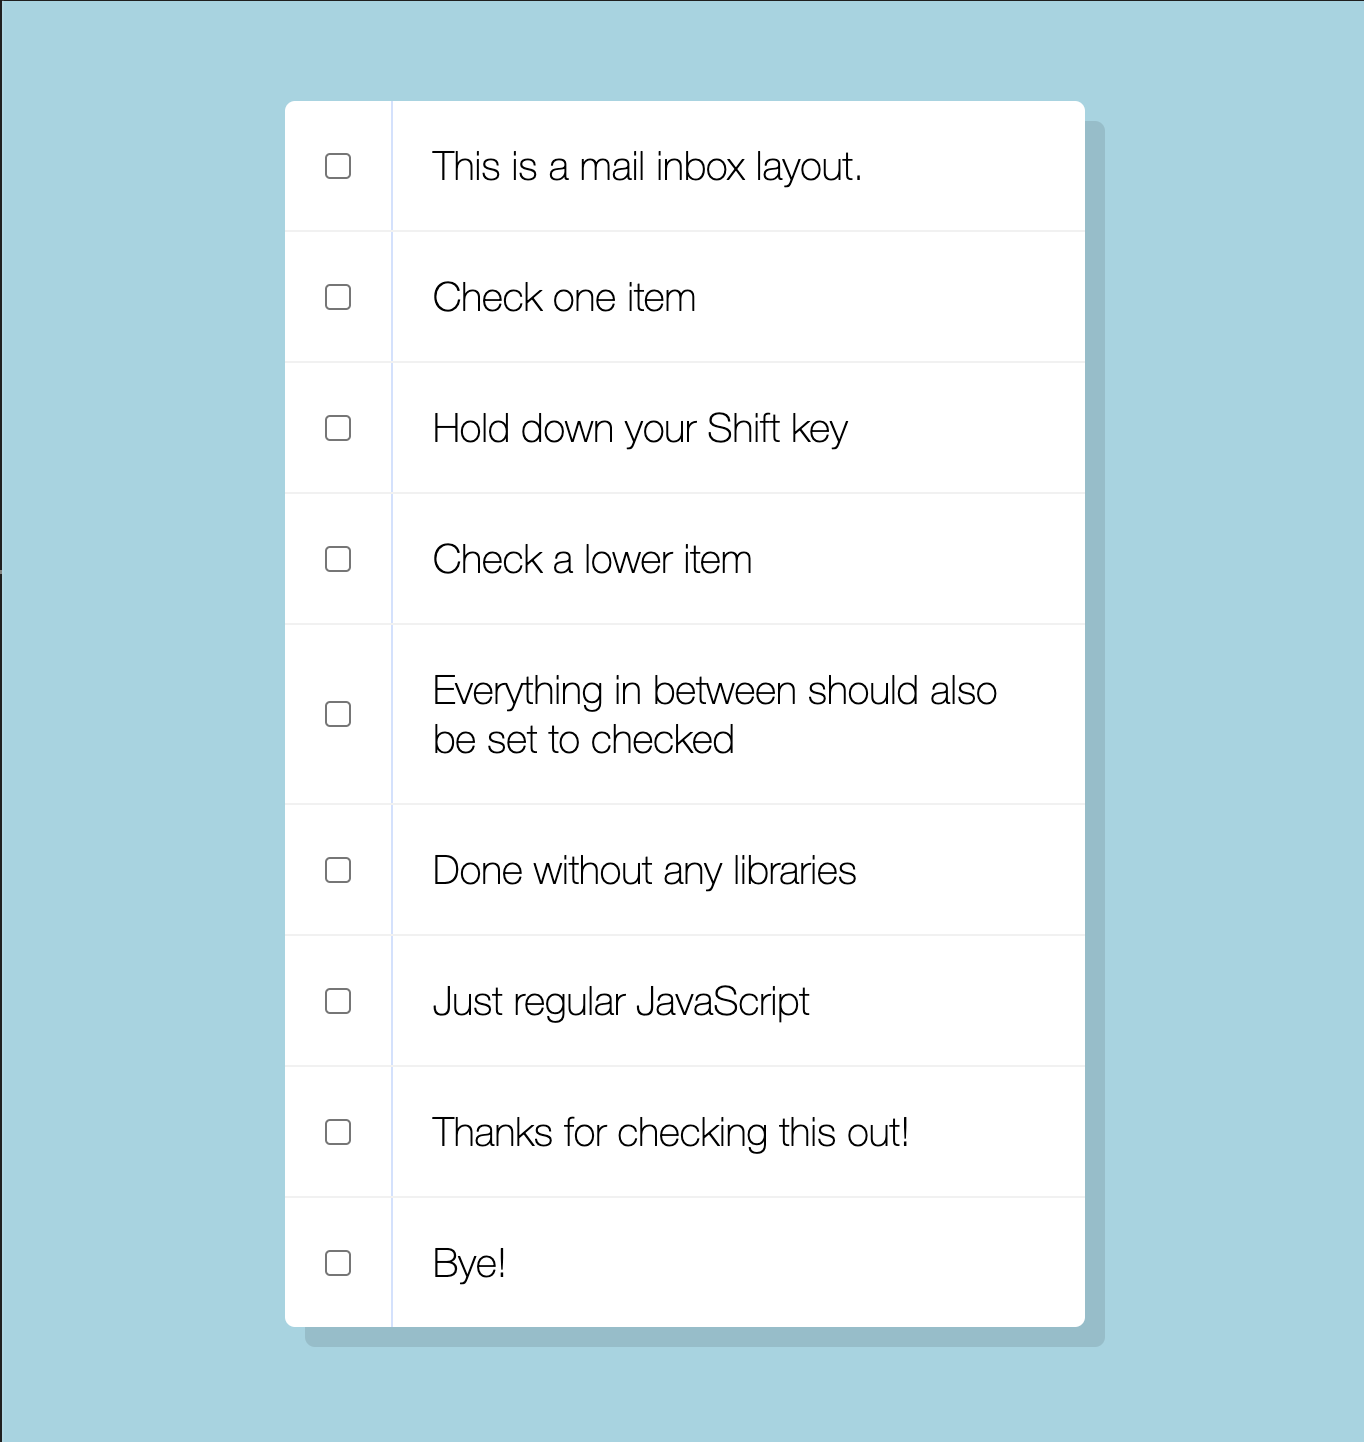 This is a mail inbox layout.
Check one item
Hold down your Shift key
Check a lower item
Everything in between should also
be set to checked
Done without any libraries
Just regular JavaScript
Thanks for checking this out!
Bye!